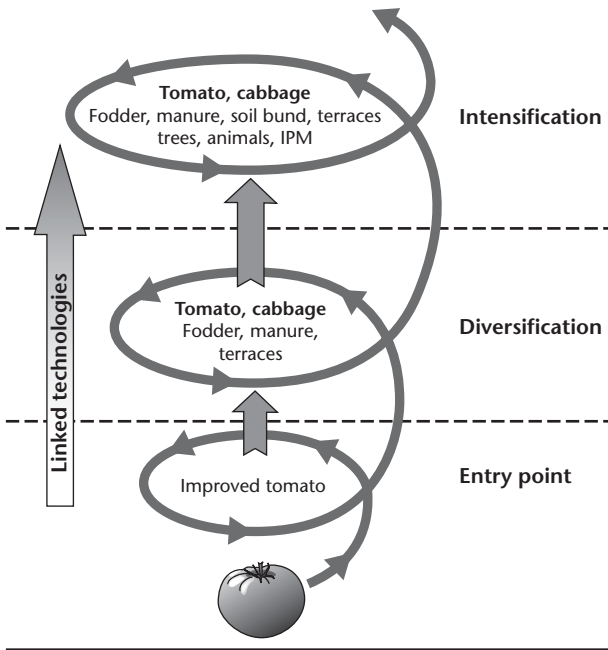 Tomato, cabbage
Fodder, manure, soil bund, terraces
trees, animals, IPM
Intensification
Tomato, cabbage
Fodder, manure,
terraces
Diversification
Linked technologies
Improved tomato
Entry point